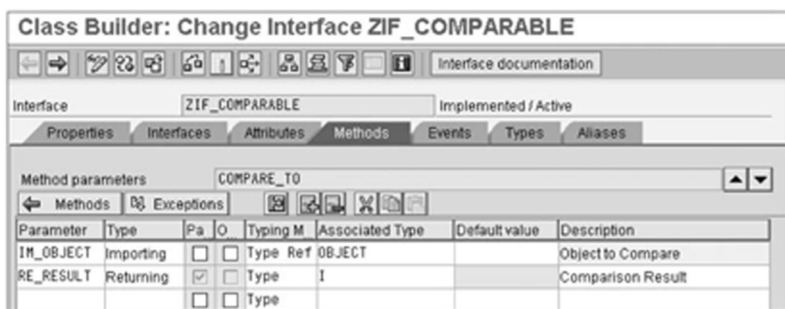 Class Builder: Change Interface ZIF_COMPARABLE
Interface documentation
Interface ZIF_COMPARABLE Implemented / Active
Properties Interfaces Attributes Methods Events Types Aliases
Method parameters COMPARE_TO
Methods Exceptions
Parameter Type Pa O... Typing M Associated Type Default value Description
IM_OBJECT Importing Type Ref OBJECT Object to Compare
RE_RESULT Returning Type I Comparison Result
Type